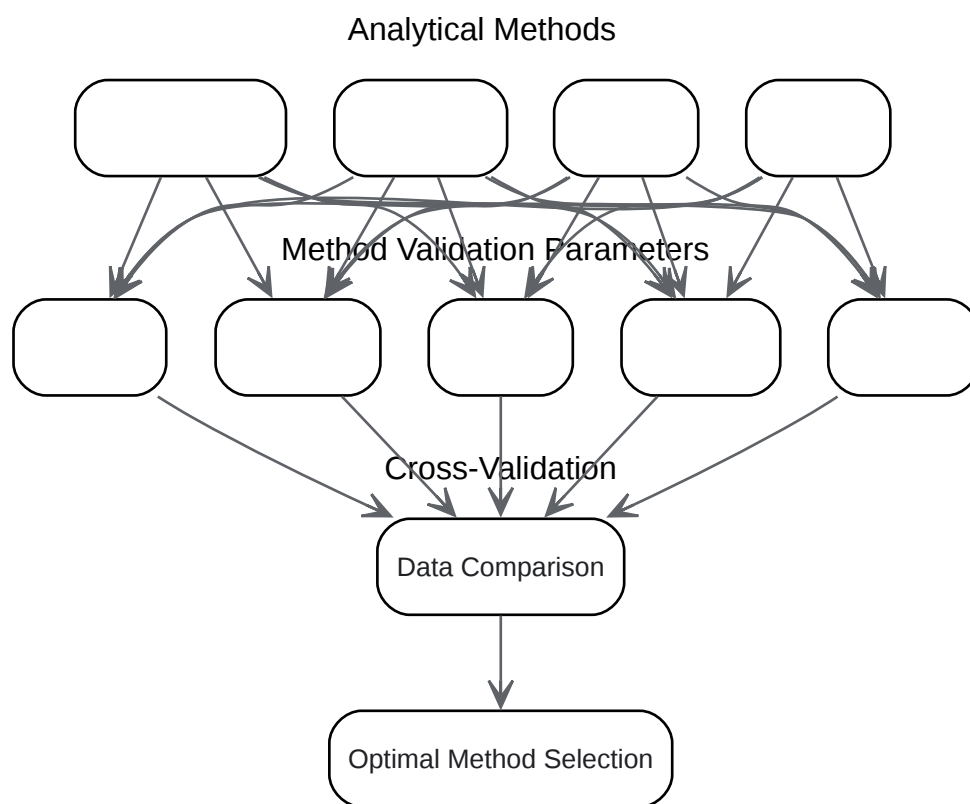 Analytical Methods
Method Validation Parameters
Cross-Validation
Data Comparison
Optimal Method Selection